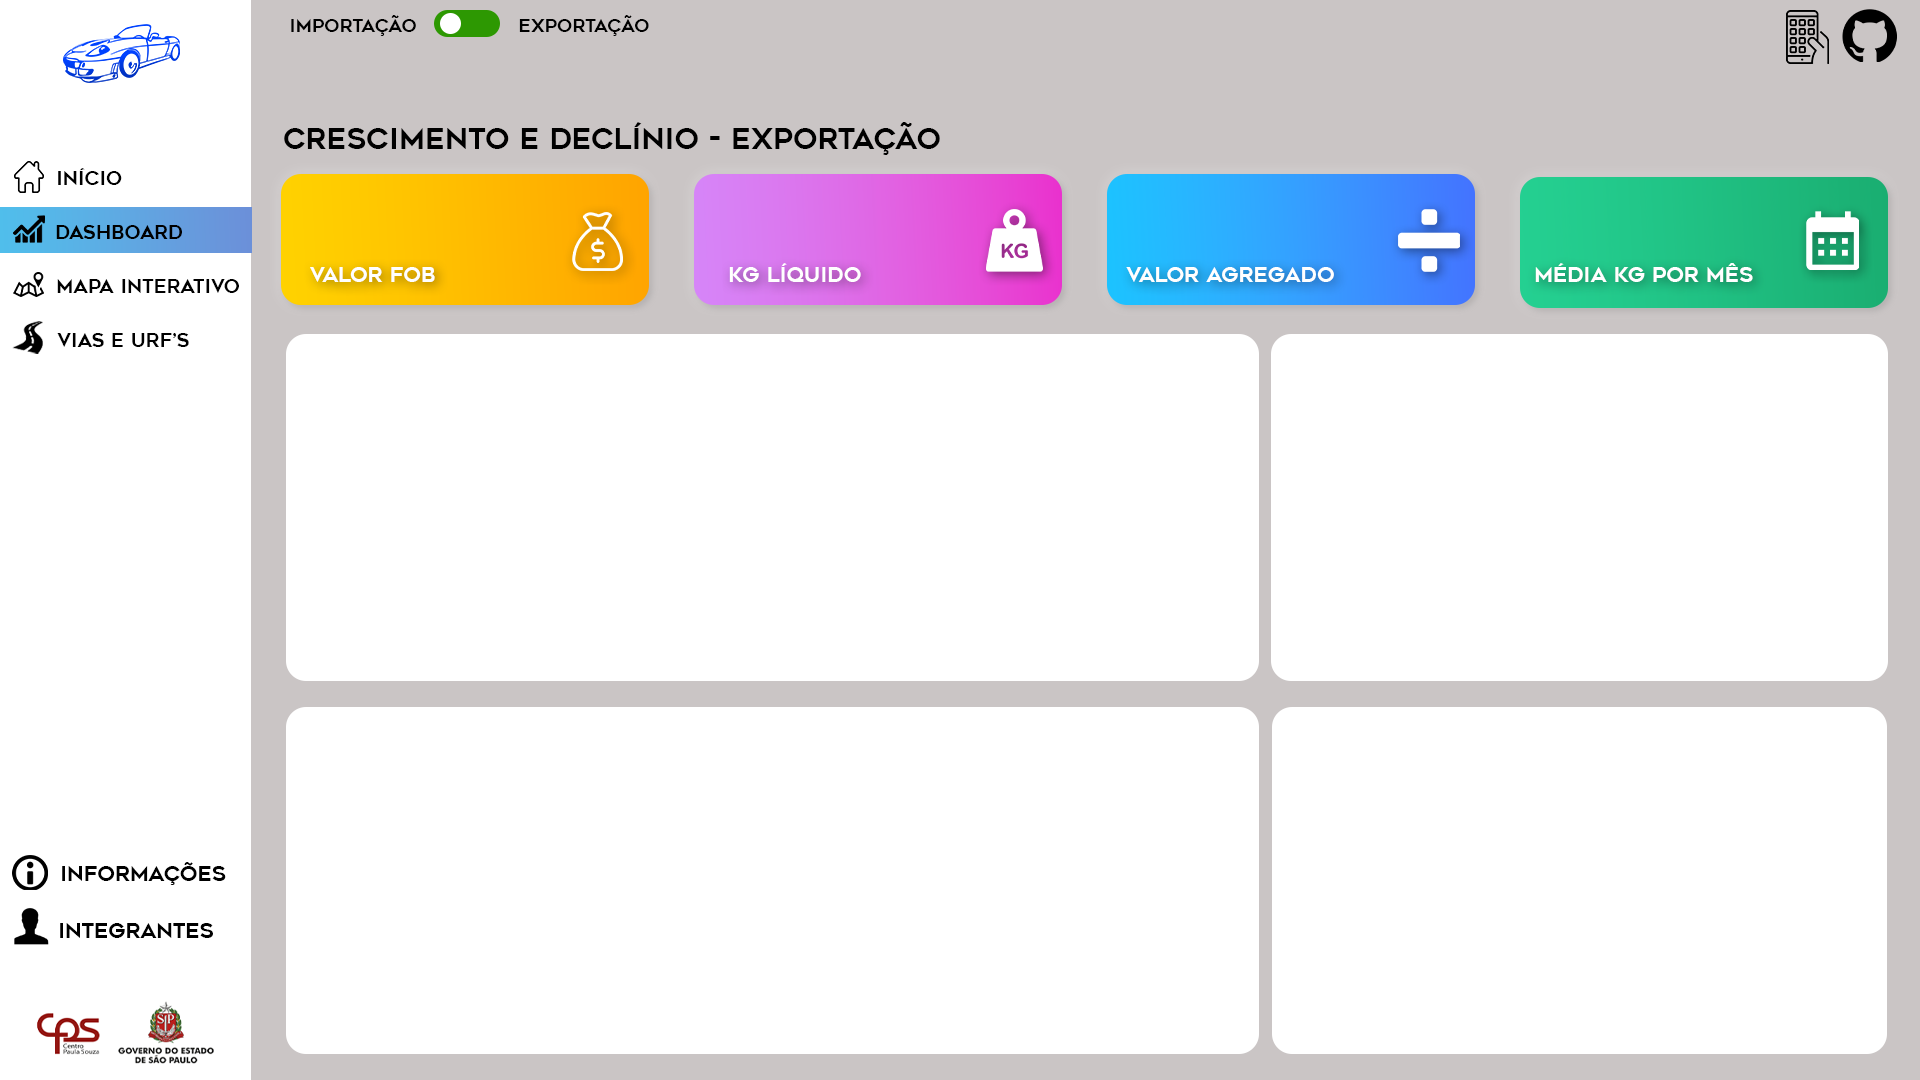 IMPORTAÇÃO EXPORTAÇÃO
CRESCIMENTO E DECLÍNIO - EXPORTAÇÃO
INÍCIO
DASHBOARD
MAPA INTERATIVO
VIAS E URF'S
VALOR FOB
$
KG LÍQUIDO
KG
VALOR AGREGADO
MÉDIA KG POR MÊS
INFORMAÇÕES
INTEGRANTES
cps
Centro
Paula Souza
SP
GOVERNO DO ESTADO
DE SÃO PAULO